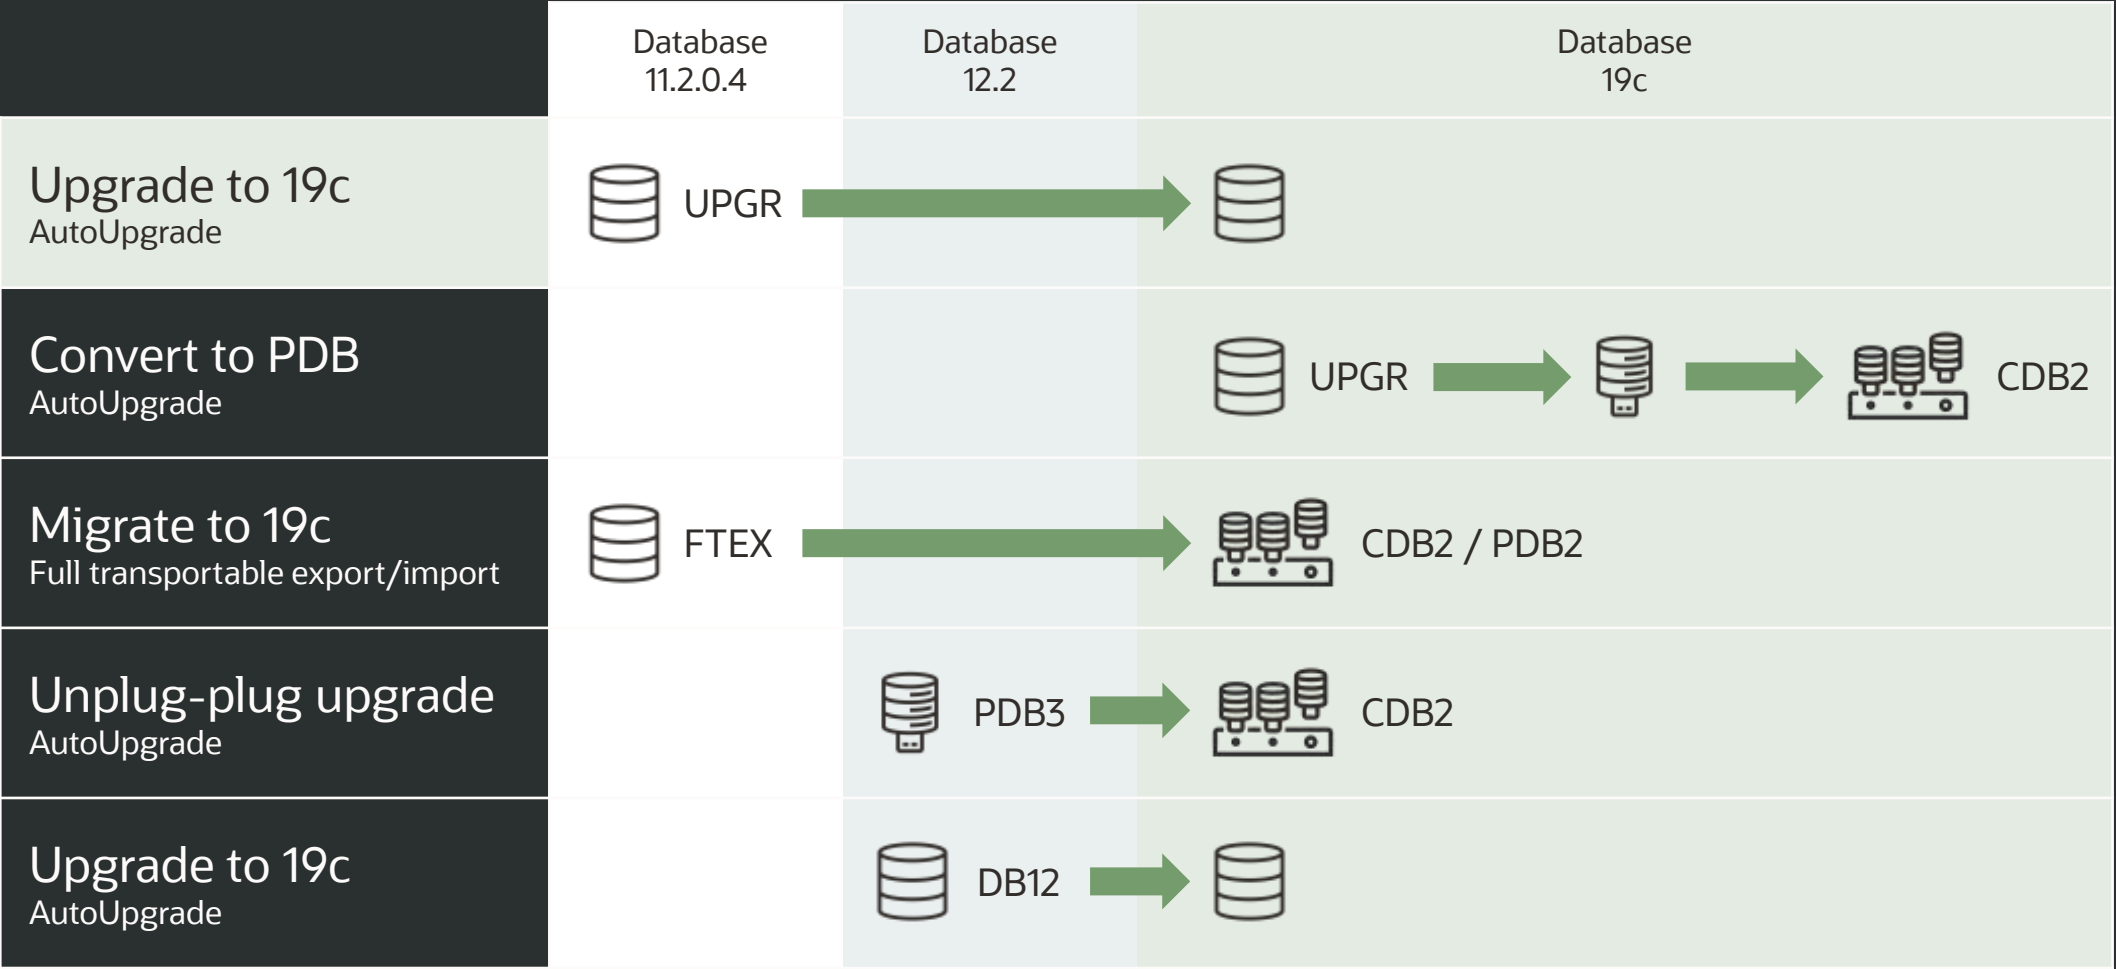 Database
11.2.0.4
Database
12.2
Database
19c
Upgrade to 19c
AutoUpgrade
UPGR
Convert to PDB
AutoUpgrade
UPGR
CDB2
Migrate to 19c
Full transportable export/import
FTEX
CDB2 / PDB2
Unplug-plug upgrade
AutoUpgrade
PDB3
CDB2
Upgrade to 19c
AutoUpgrade
DB12